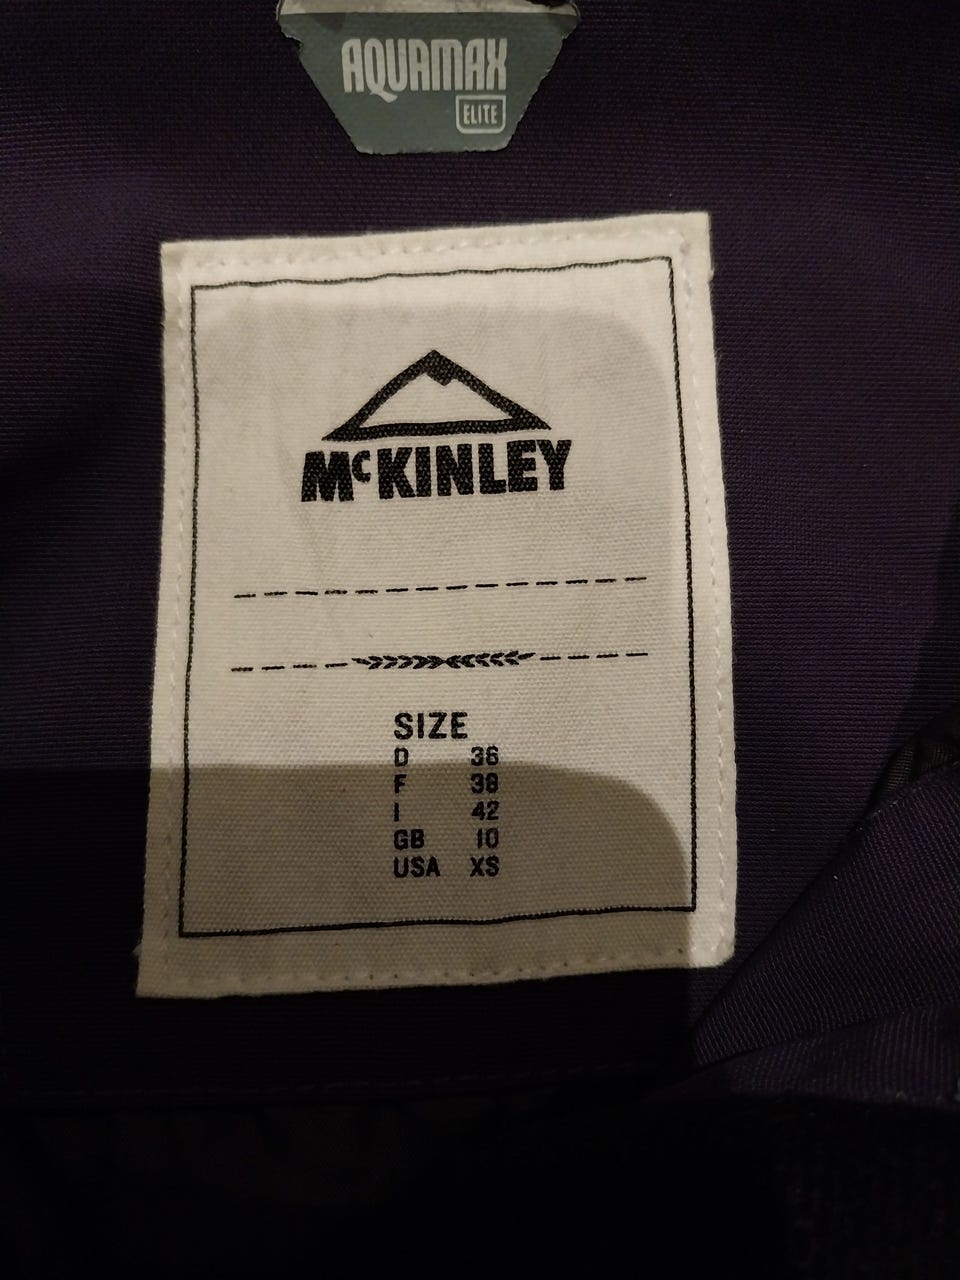 AQUAMAX
ELITE
McKINLEY
SIZE
D 36
F 38
I 42
GB 10
USA XS